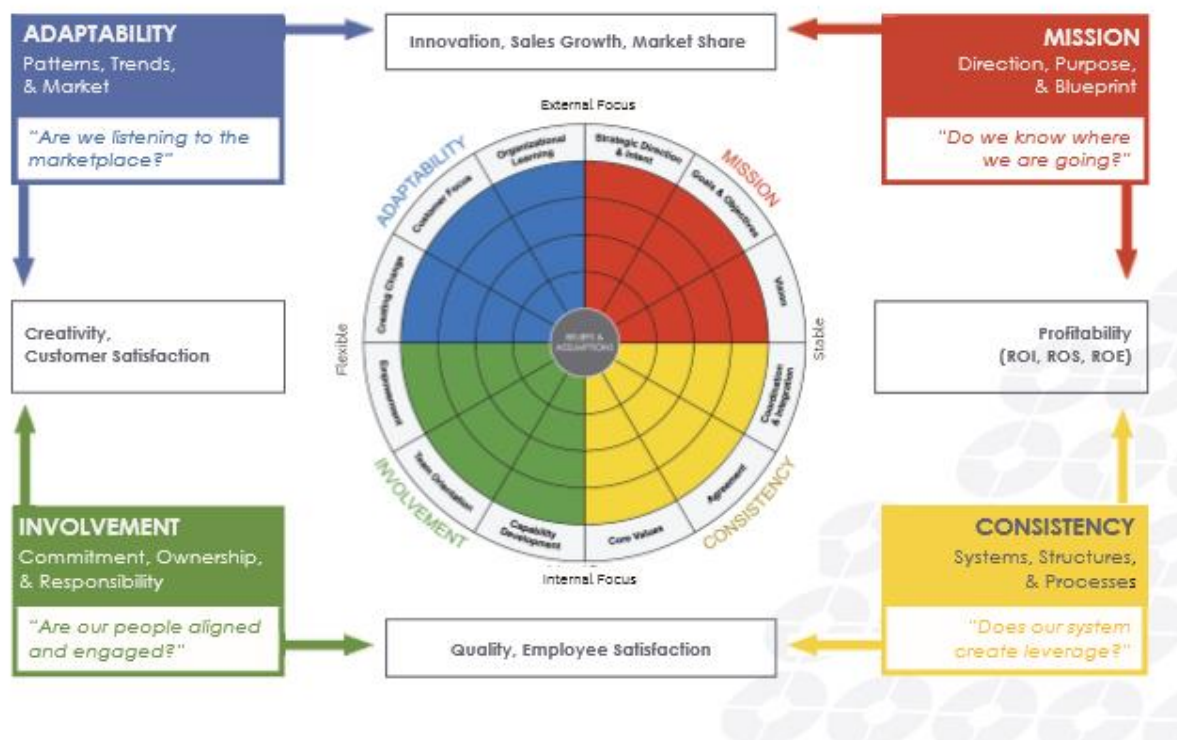 ADAPTABILITY
Patterns, Trends,
& Market
"Are we listening to the
marketplace?"
Innovation, Sales Growth, Market Share
MISSION
Direction, Purpose,
& Blueprint
"Do we know where
we are going?"
External Focus
ADAPTABILITY
MISSION
Organizational
Learning
Strategic Direction
& Intent
Customer Focus
Goals & Objectives
Creating Change
Vision
Creativity,
Customer Satisfaction
Flexible
BELIEFS &
ASSUMPTIONS
Stable
Profitability
(ROI, ROS, ROE)
Empowerment
Coordination
& Integration
Team Orientation
Agreement
Capability
Development
Core Values
INVOLVEMENT
CONSISTENCY
Internal Focus
INVOLVEMENT
Commitment, Ownership,
& Responsibility
"Are our people aligned
and engaged?"
Quality, Employee Satisfaction
CONSISTENCY
Systems, Structures,
& Processes
"Does our system
create leverage?"